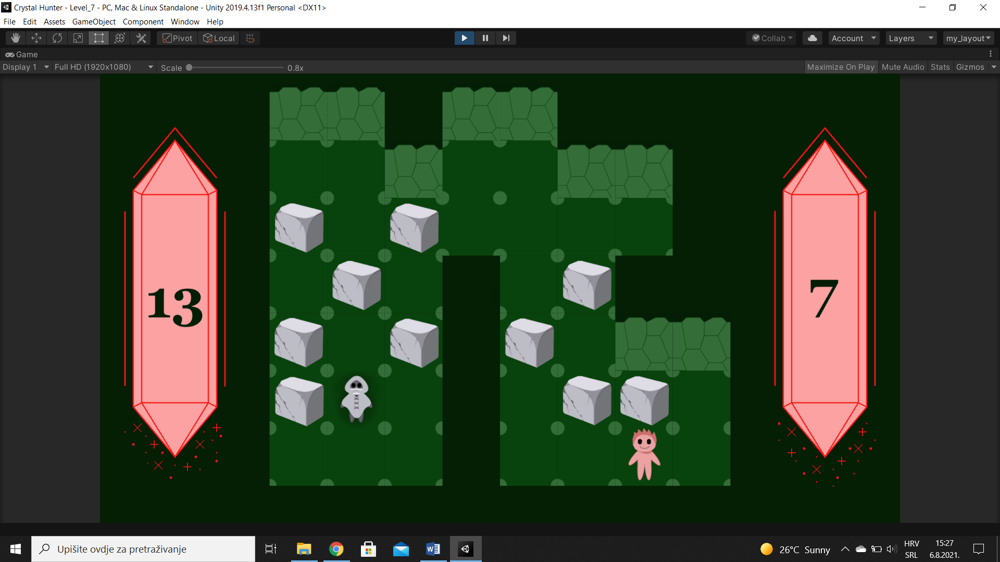 Crystal Hunter - Level_7 - PC, Mac & Linux Standalone - Unity 2019.4.13f1 Personal <DX11>
File Edit Assets GameObject Component Window Help
Pivot Local Collab Account Layers my_layout
Game
Display 1 Full HD (1920x1080) Scale 0.8x Maximize On Play Mute Audio Stats Gizmos
13
7
Upišite ovdje za pretraživanje
26°C Sunny
HRV
SRL
15:27
6.8.2021.